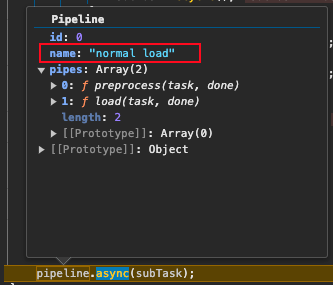 Pipeline
id: 0
name: "normal load"
pipes: Array(2)
0: ƒ preprocess(task, done)
1: ƒ load(task, done)
length: 2
[[Prototype]]: Array(0)
[[Prototype]]: Object
pipeline.async(subTask);